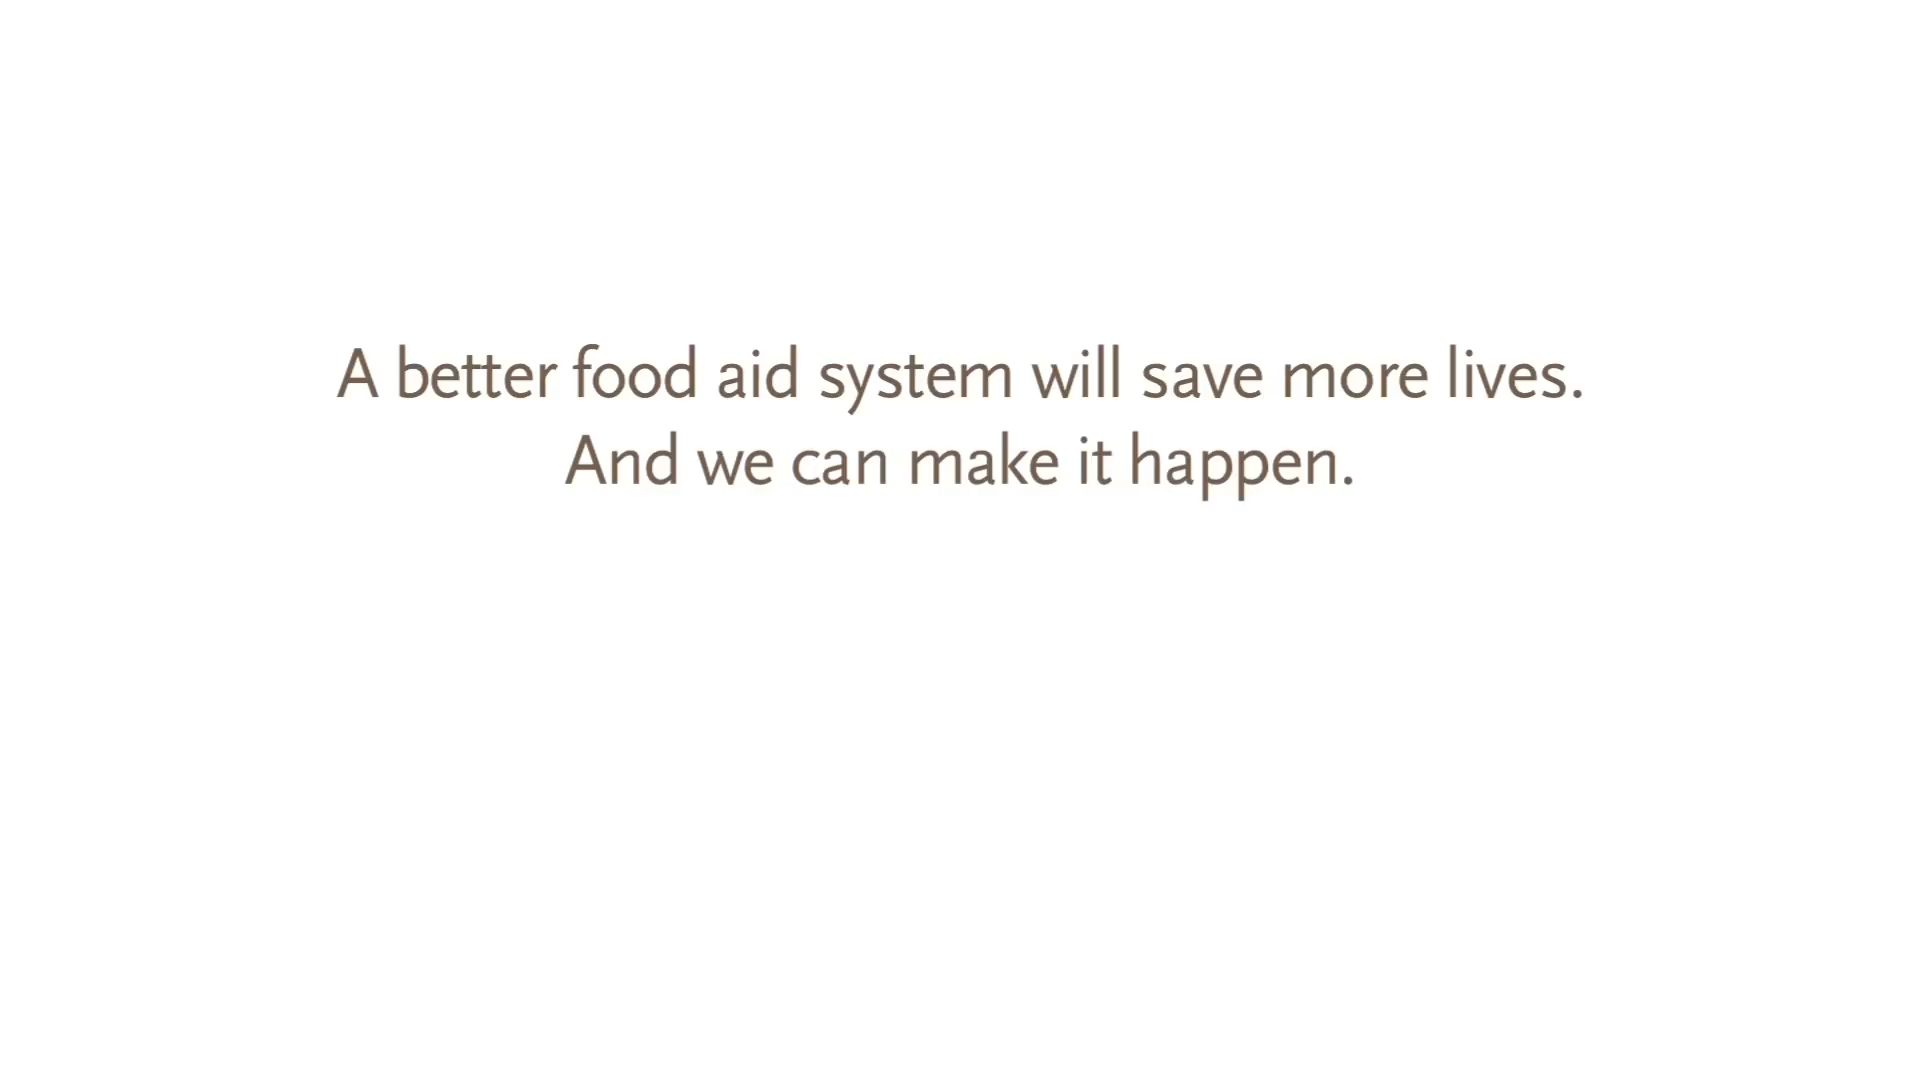 A better food aid system will save more lives.
And we can make it happen.